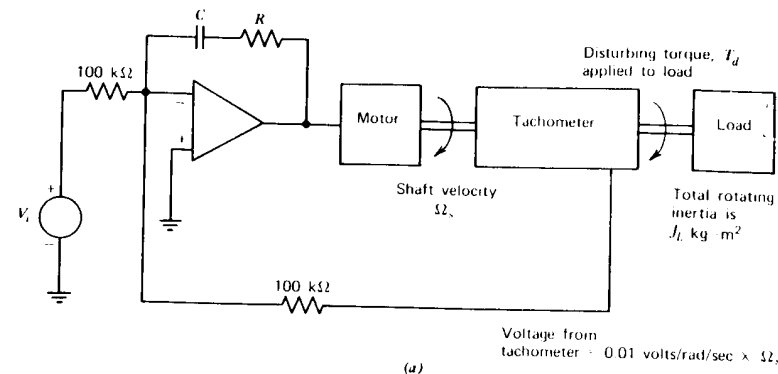 C
R
100 kΩ
Disturbing torque, T_d
applied to load
Motor
Tachometer
Load
Shaft velocity
Ω_s
Total rotating
inertia is
J_L kg m²
V_i
+
−
−
+
100 kΩ
Voltage from
tachometer = 0.01 volts/rad/sec × Ω_s
(a)